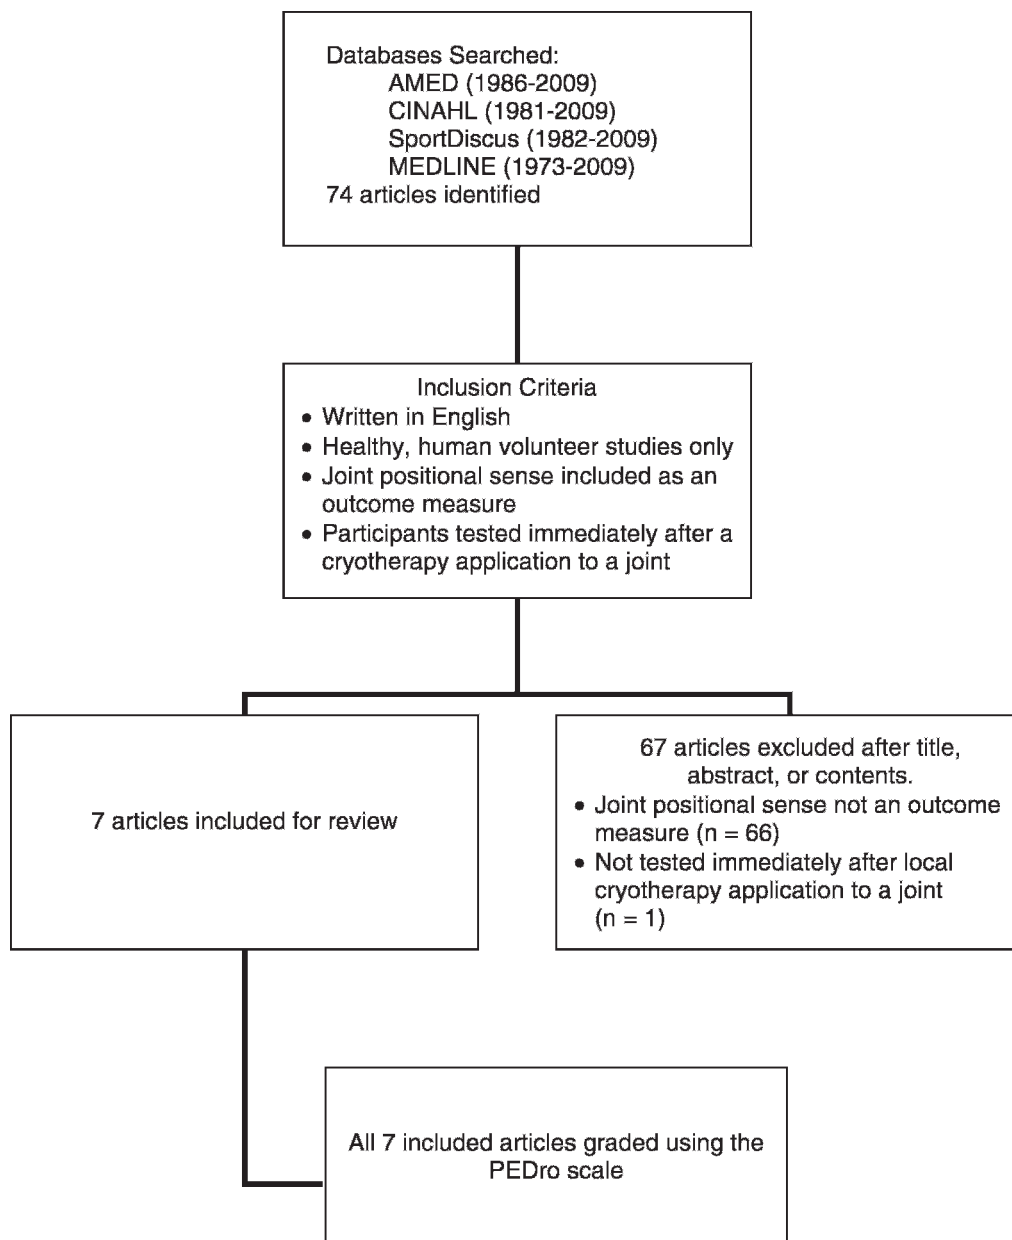 Databases Searched:
AMED (1986-2009)
CINAHL (1981-2009)
SportDiscus (1982-2009)
MEDLINE (1973-2009)
74 articles identified
Inclusion Criteria
• Written in English
• Healthy, human volunteer studies only
• Joint positional sense included as an
outcome measure
• Participants tested immediately after a
cryotherapy application to a joint
7 articles included for review
67 articles excluded after title,
abstract, or contents.
• Joint positional sense not an outcome
measure (n = 66)
• Not tested immediately after local
cryotherapy application to a joint
(n = 1)
All 7 included articles graded using the
PEDro scale